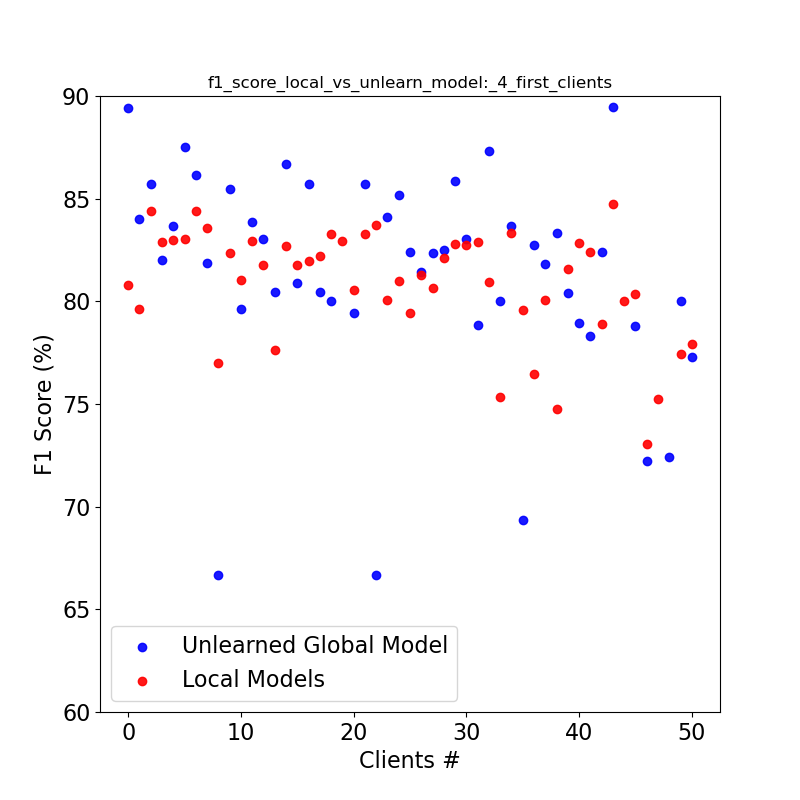 f1_score_local_vs_unlearn_model:_4_first_clients
90
85
80
75
70
65
60
F1 Score (%)
Unlearned Global Model
Local Models
0 10 20 30 40 50
Clients #